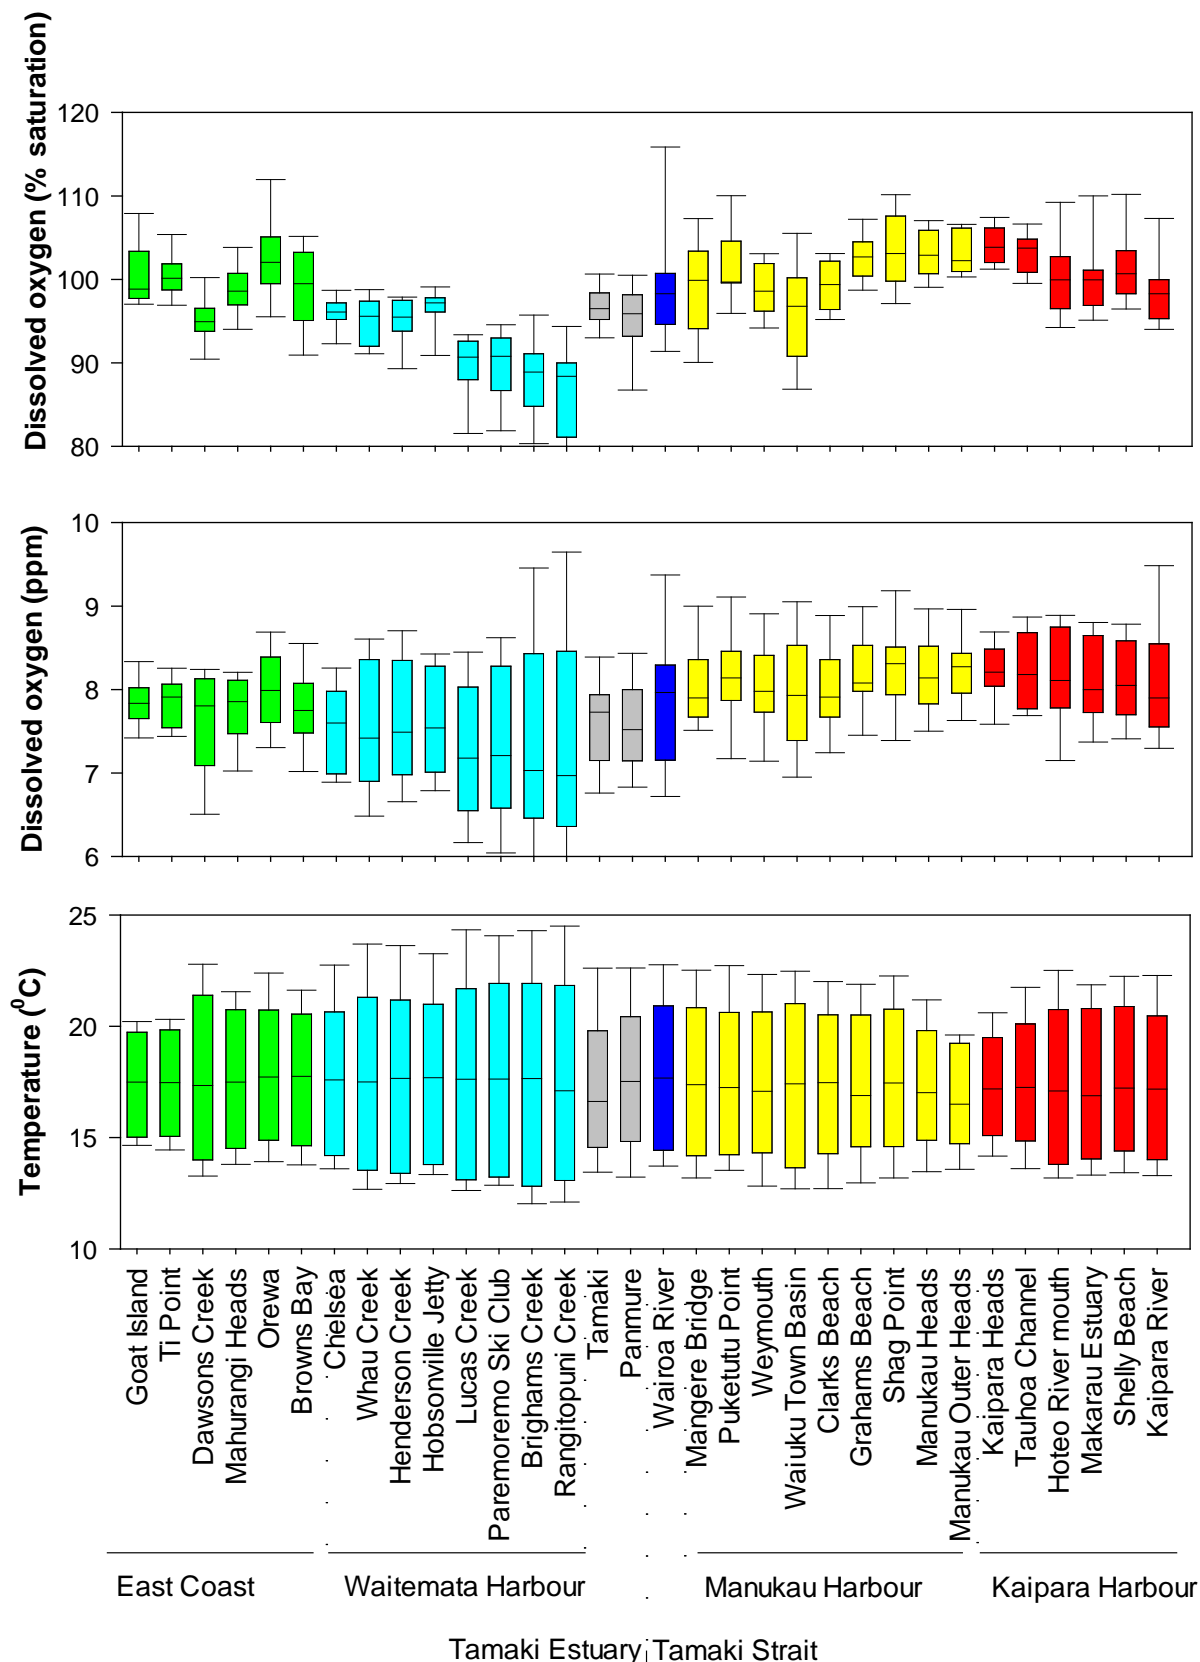 Dissolved oxygen (% saturation)
120
110
100
90
80
Dissolved oxygen (ppm)
10
9
8
7
6
Temperature (⁰C)
25
20
15
10
Goat Island
Ti Point
Dawsons Creek
Mahurangi Heads
Orewa
Browns Bay
Chelsea
Whau Creek
Henderson Creek
Hobsonville Jetty
Lucas Creek
Paremoremo Ski Club
Brighams Creek
Rangitopuni Creek
Tamaki
Panmure
Wairoa River
Mangere Bridge
Puketutu Point
Weymouth
Waiuku Town Basin
Clarks Beach
Grahams Beach
Shag Point
Manukau Heads
Manukau Outer Heads
Kaipara Heads
Tauhoa Channel
Hoteo River mouth
Makarau Estuary
Shelly Beach
Kaipara River
East Coast
Waitemata Harbour
Manukau Harbour
Kaipara Harbour
Tamaki Estuary
Tamaki Strait